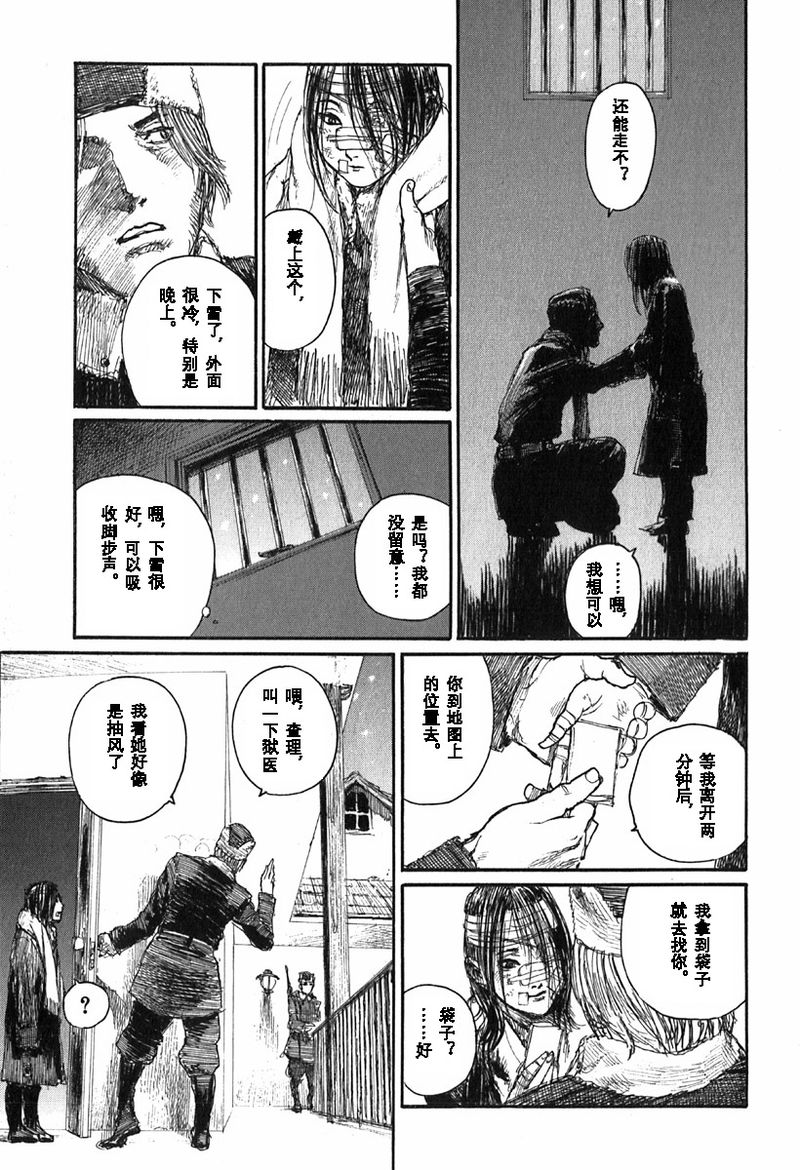 还能走不？
……嗯，
我想可以
戴上这个，
下雪了，外面
很冷，特别是
晚上。
是吗？我都
没留意……
嗯，下雪很
好，可以吸
收脚步声。
等我离开两
分钟后，
你到地图上
的位置去。
我拿到袋子
就去找你。
袋子？
……好
喂，查理，
叫一下狱医
我看她好像
是抽风了
？